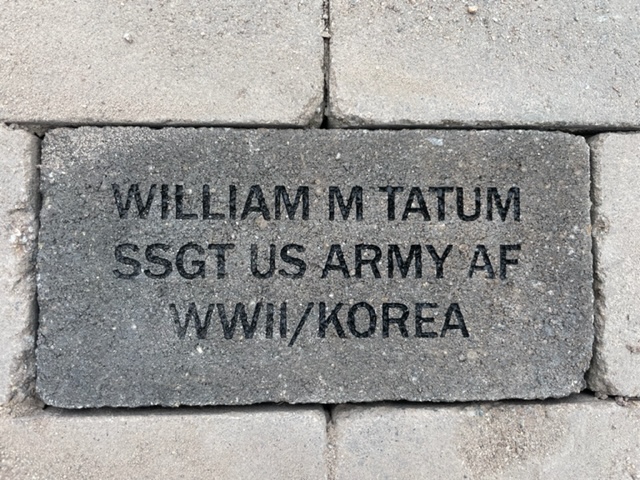 WILLIAM M TATUM
SSGT US ARMY AF
WWII/KOREA